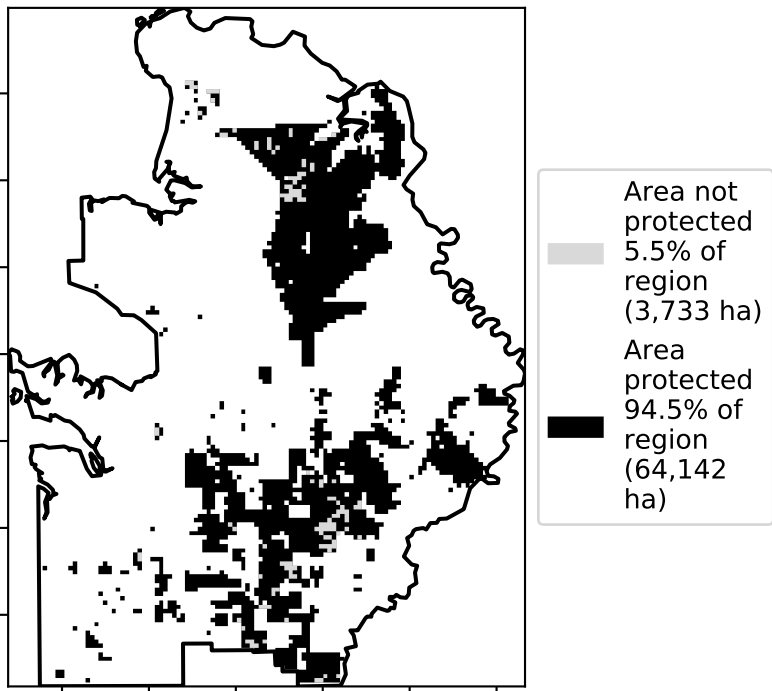 Area not
protected
5.5% of
region
(3,733 ha)
Area
protected
94.5% of
region
(64,142
ha)